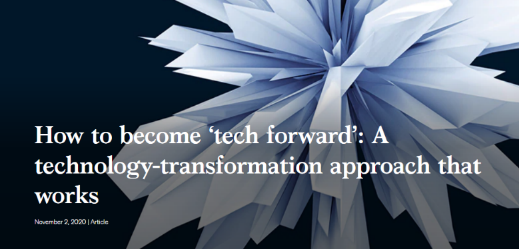 How to become ‘tech forward’: A
technology-transformation approach that
works
November 2, 2020 | Article